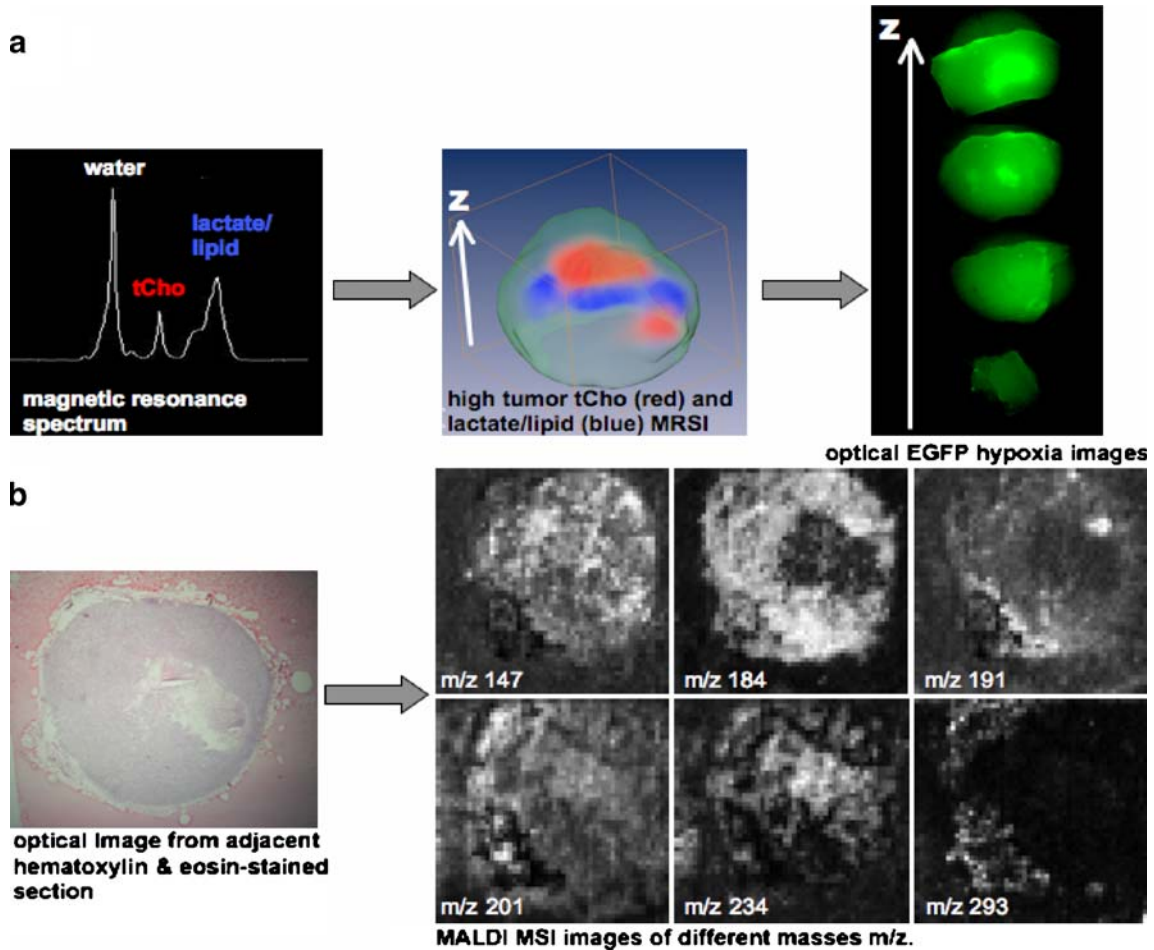 a
water
lactate/
lipid
tCho
magnetic resonance
spectrum
z
high tumor tCho (red) and
lactate/lipid (blue) MRSI
z
optical EGFP hypoxia images
b
optical Image from adjacent
hematoxylin & eosin-stained
section
m/z 147
m/z 184
m/z 191
m/z 201
m/z 234
m/z 293
MALDI MSI images of different masses m/z.